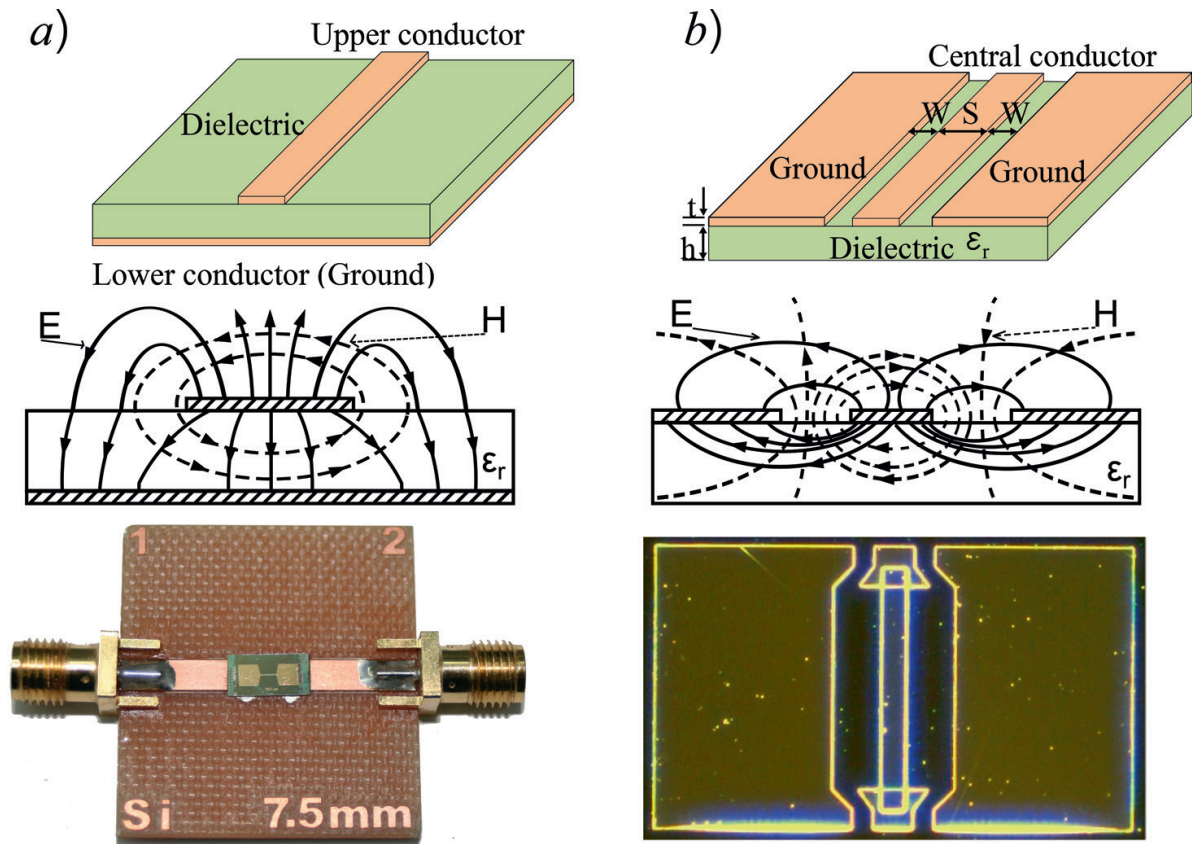 a)
Upper conductor
Dielectric
Lower conductor (Ground)
E
H
εr
1 2
Si 7.5mm
b)
Central conductor
W S W
Ground Ground
t
h
Dielectric εr
E
H
εr